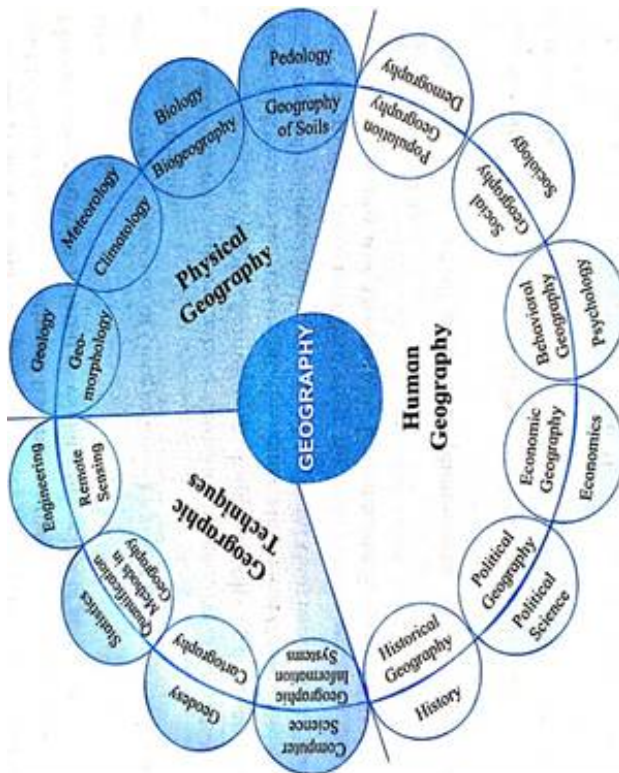 GEOGRAPHY
Physical
Geography
Geology
Geo-
morphology
Meteorology
Climatology
Biology
Biogeography
Pedology
Geography
of Soils
Human
Geography
Demography
Population
Geography
Sociology
Social
Geography
Psychology
Behavioral
Geography
Economics
Economic
Geography
Political
Science
Political
Geography
History
Historical
Geography
Geographic
Techniques
Computer
Science
Geographic
Information
Systems
Geodesy
Cartography
Statistics
Quantification
Methods in
Geography
Engineering
Remote
Sensing